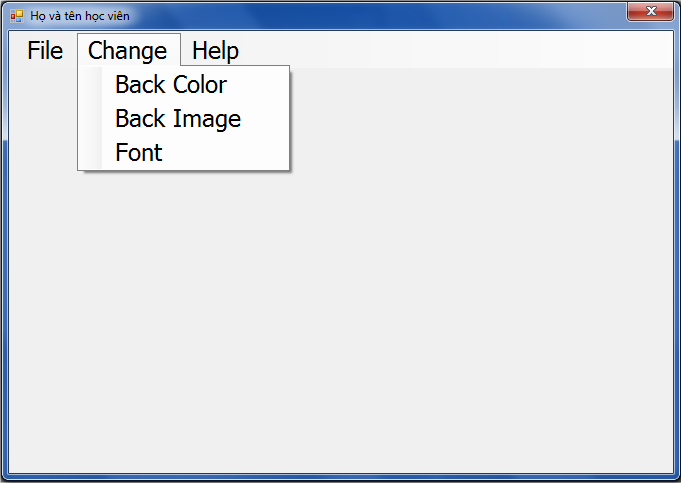 Họ và tên học viên
File Change Help
Back Color
Back Image
Font